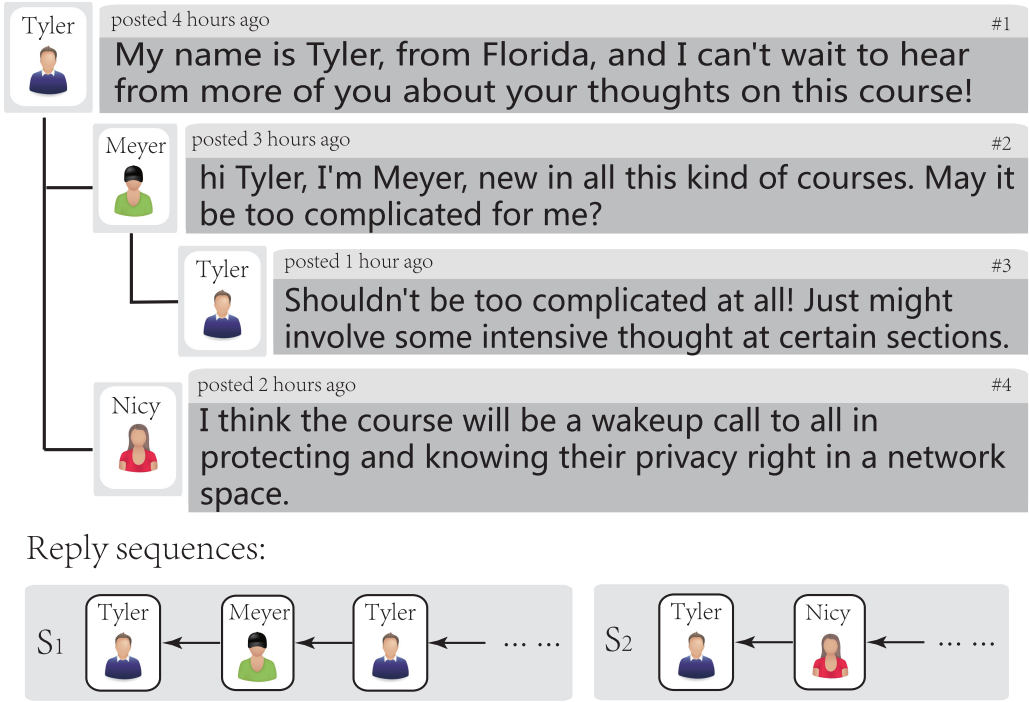 Tyler
posted 4 hours ago #1
My name is Tyler, from Florida, and I can't wait to hear
from more of you about your thoughts on this course!
Meyer
posted 3 hours ago #2
hi Tyler, I'm Meyer, new in all this kind of courses. May it
be too complicated for me?
Tyler
posted 1 hour ago #3
Shouldn't be too complicated at all! Just might
involve some intensive thought at certain sections.
Nicy
posted 2 hours ago #4
I think the course will be a wakeup call to all in
protecting and knowing their privacy right in a network
space.
Reply sequences:
S1 Tyler Meyer Tyler ... ...
S2 Tyler Nicy ... ...